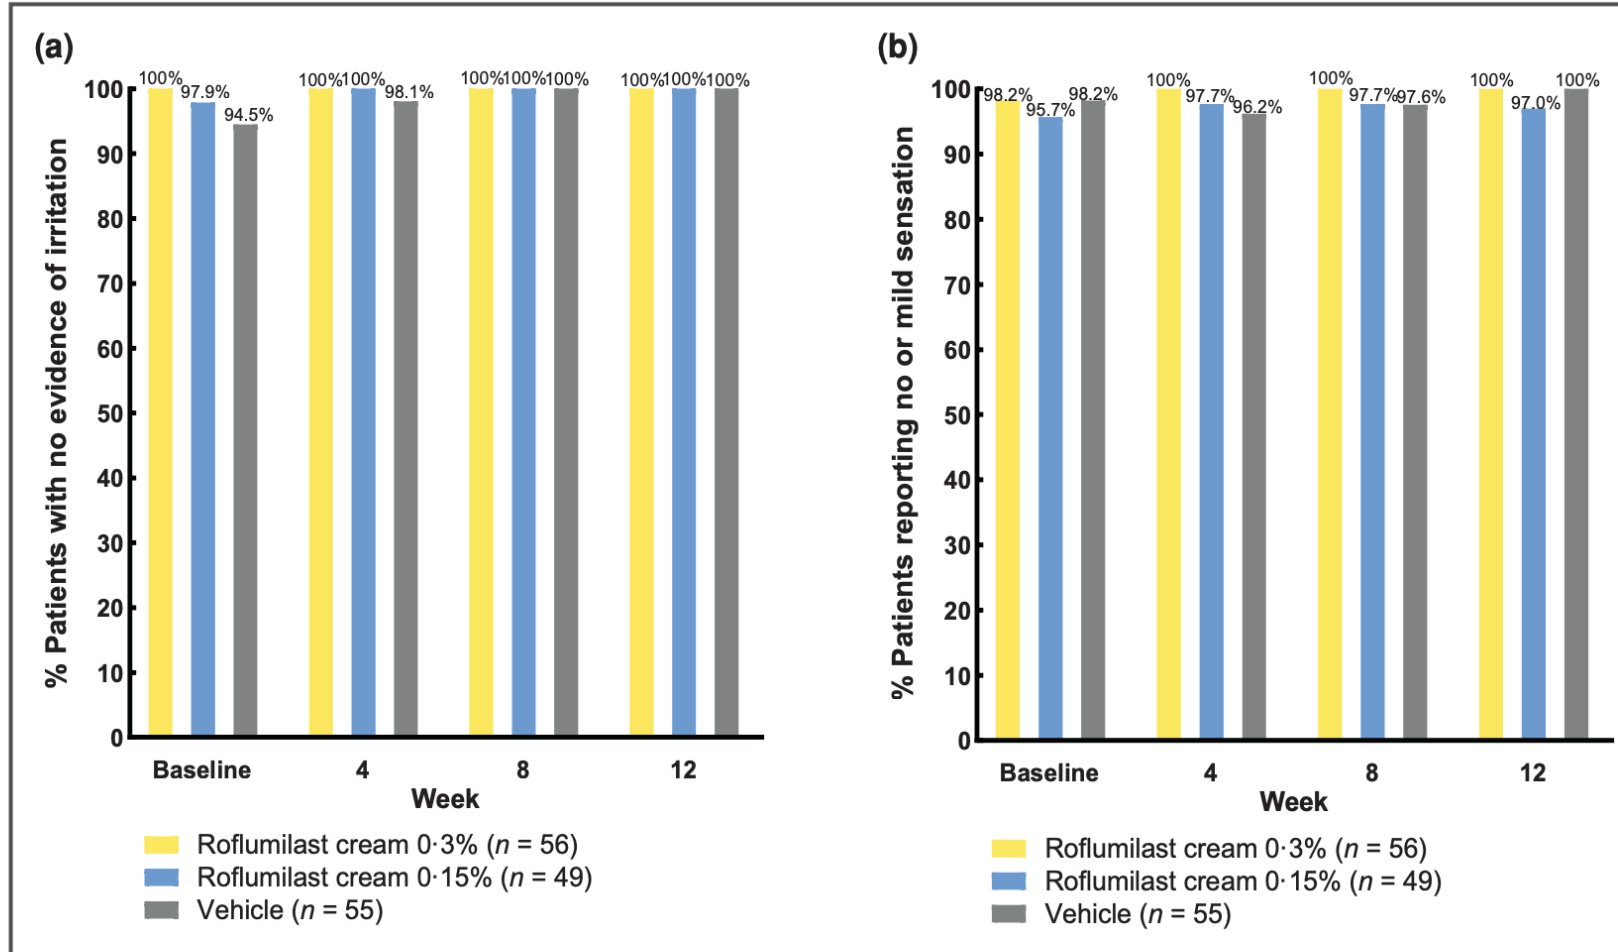 (a)
% Patients with no evidence of irritation
100
90
80
70
60
50
40
30
20
10
0
100% 97.9% 94.5%
100% 100% 98.1%
100% 100% 100%
100% 100% 100%
Baseline 4 8 12
Week
Roflumilast cream 0·3% (n = 56)
Roflumilast cream 0·15% (n = 49)
Vehicle (n = 55)
(b)
% Patients reporting no or mild sensation
100
90
80
70
60
50
40
30
20
10
0
98.2% 95.7% 98.2%
100% 97.7% 96.2%
100% 97.7% 97.6%
100% 97.0% 100%
Baseline 4 8 12
Week
Roflumilast cream 0·3% (n = 56)
Roflumilast cream 0·15% (n = 49)
Vehicle (n = 55)